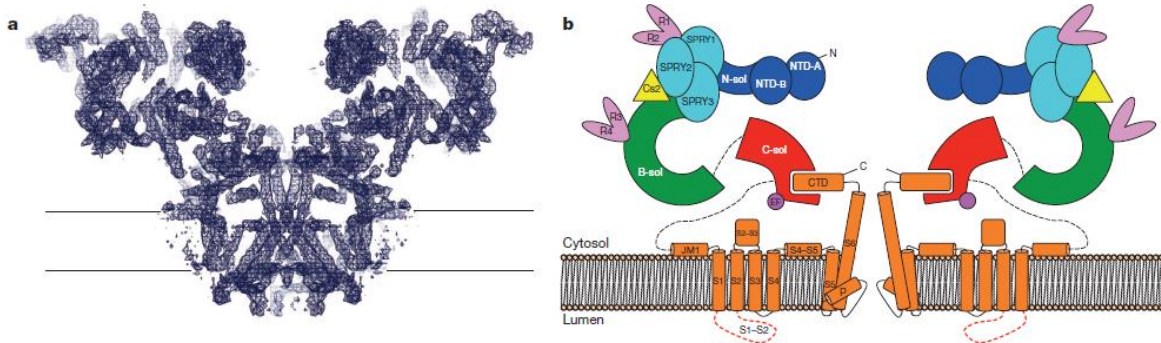 a
b
R1
R2
SPRY1
SPRY2
SPRY3
Cs2
N-sol
NTD-B
NTD-A
N
R3
R4
B-sol
C-sol
CTD
C
EF
S2–S3
Cytosol
JM1
S4–S5
S6
S1
S2
S3
S4
S5
P
Lumen
S1–S2